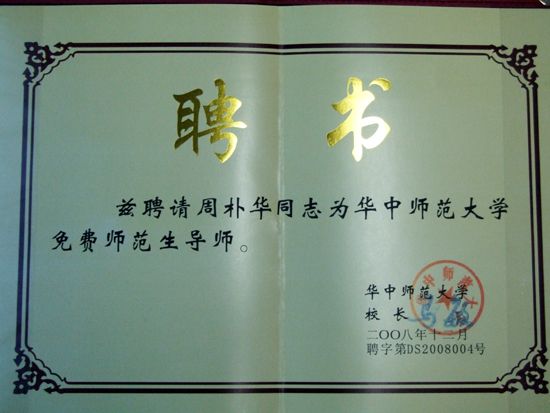 聘 书
兹聘请周朴华同志为华中师范大学
免费师范生导师。
华中师范大学
校长
二〇〇八年十二月
聘字第DS2008004号